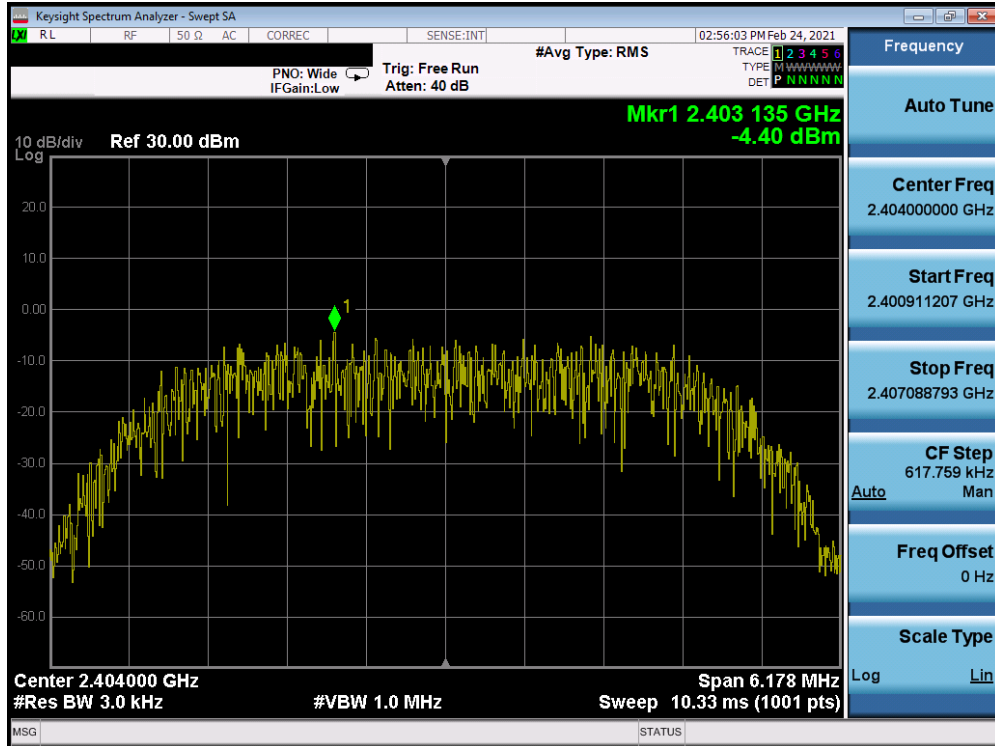 Keysight Spectrum Analyzer - Swept SA
LXI RL RF 50 Ω AC CORREC SENSE:INT 02:56:03 PM Feb 24, 2021
Frequency
#Avg Type: RMS
TRACE 1 2 3 4 5 6
TYPE M WWWWW
DET P N N N N N
PNO: Wide Trig: Free Run
IFGain:Low Atten: 40 dB
Auto Tune
Mkr1 2.403 135 GHz
-4.40 dBm
10 dB/div Ref 30.00 dBm
Log
20.0
10.0
0.00
-10.0
-20.0
-30.0
-40.0
-50.0
-60.0
1
Center Freq
2.404000000 GHz
Start Freq
2.400911207 GHz
Stop Freq
2.407088793 GHz
CF Step
617.759 kHz
Auto Man
Freq Offset
0 Hz
Scale Type
Log Lin
Center 2.404000 GHz Span 6.178 MHz
#Res BW 3.0 kHz #VBW 1.0 MHz Sweep 10.33 ms (1001 pts)
MSG STATUS